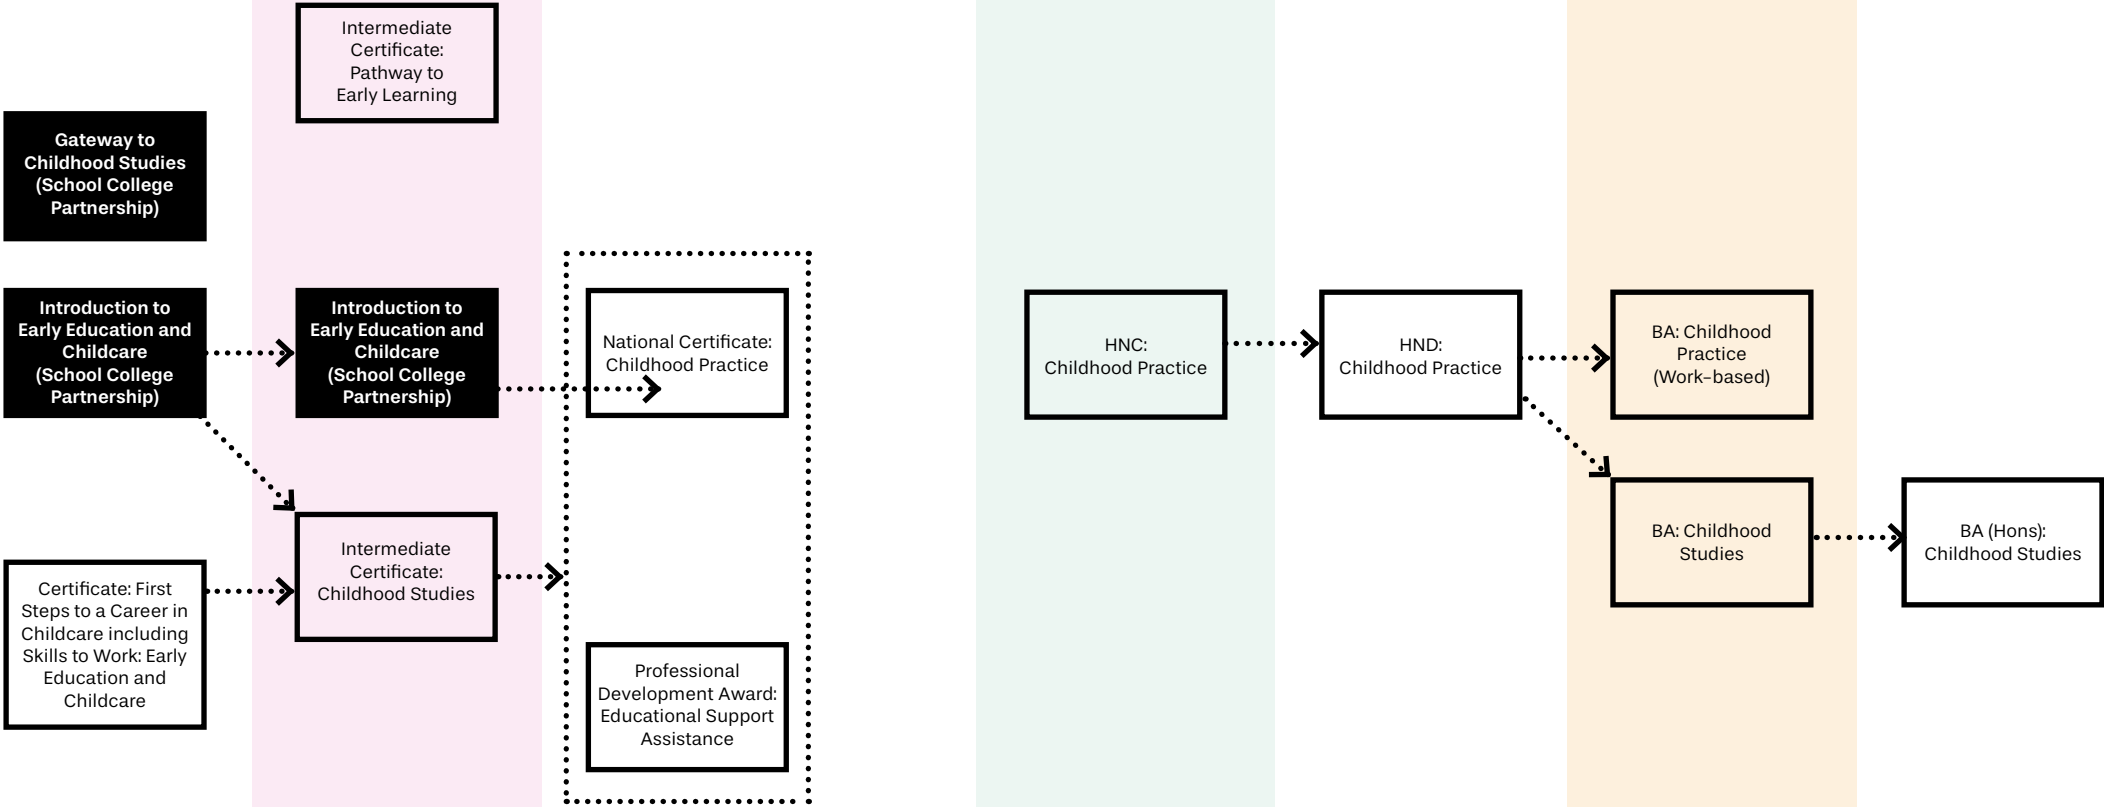 Intermediate
Certificate:
Pathway to
Early Learning
Gateway to
Childhood Studies
(School College
Partnership)
Introduction to
Early Education and
Childcare
(School College
Partnership)
Introduction to
Early Education and
Childcare
(School College
Partnership)
National Certificate:
Childhood Practice
HNC:
Childhood Practice
HND:
Childhood Practice
BA: Childhood
Practice
(Work-based)
Certificate: First
Steps to a Career in
Childcare including
Skills to Work: Early
Education and
Childcare
Intermediate
Certificate:
Childhood Studies
BA: Childhood
Studies
BA (Hons):
Childhood Studies
Professional
Development Award:
Educational Support
Assistance